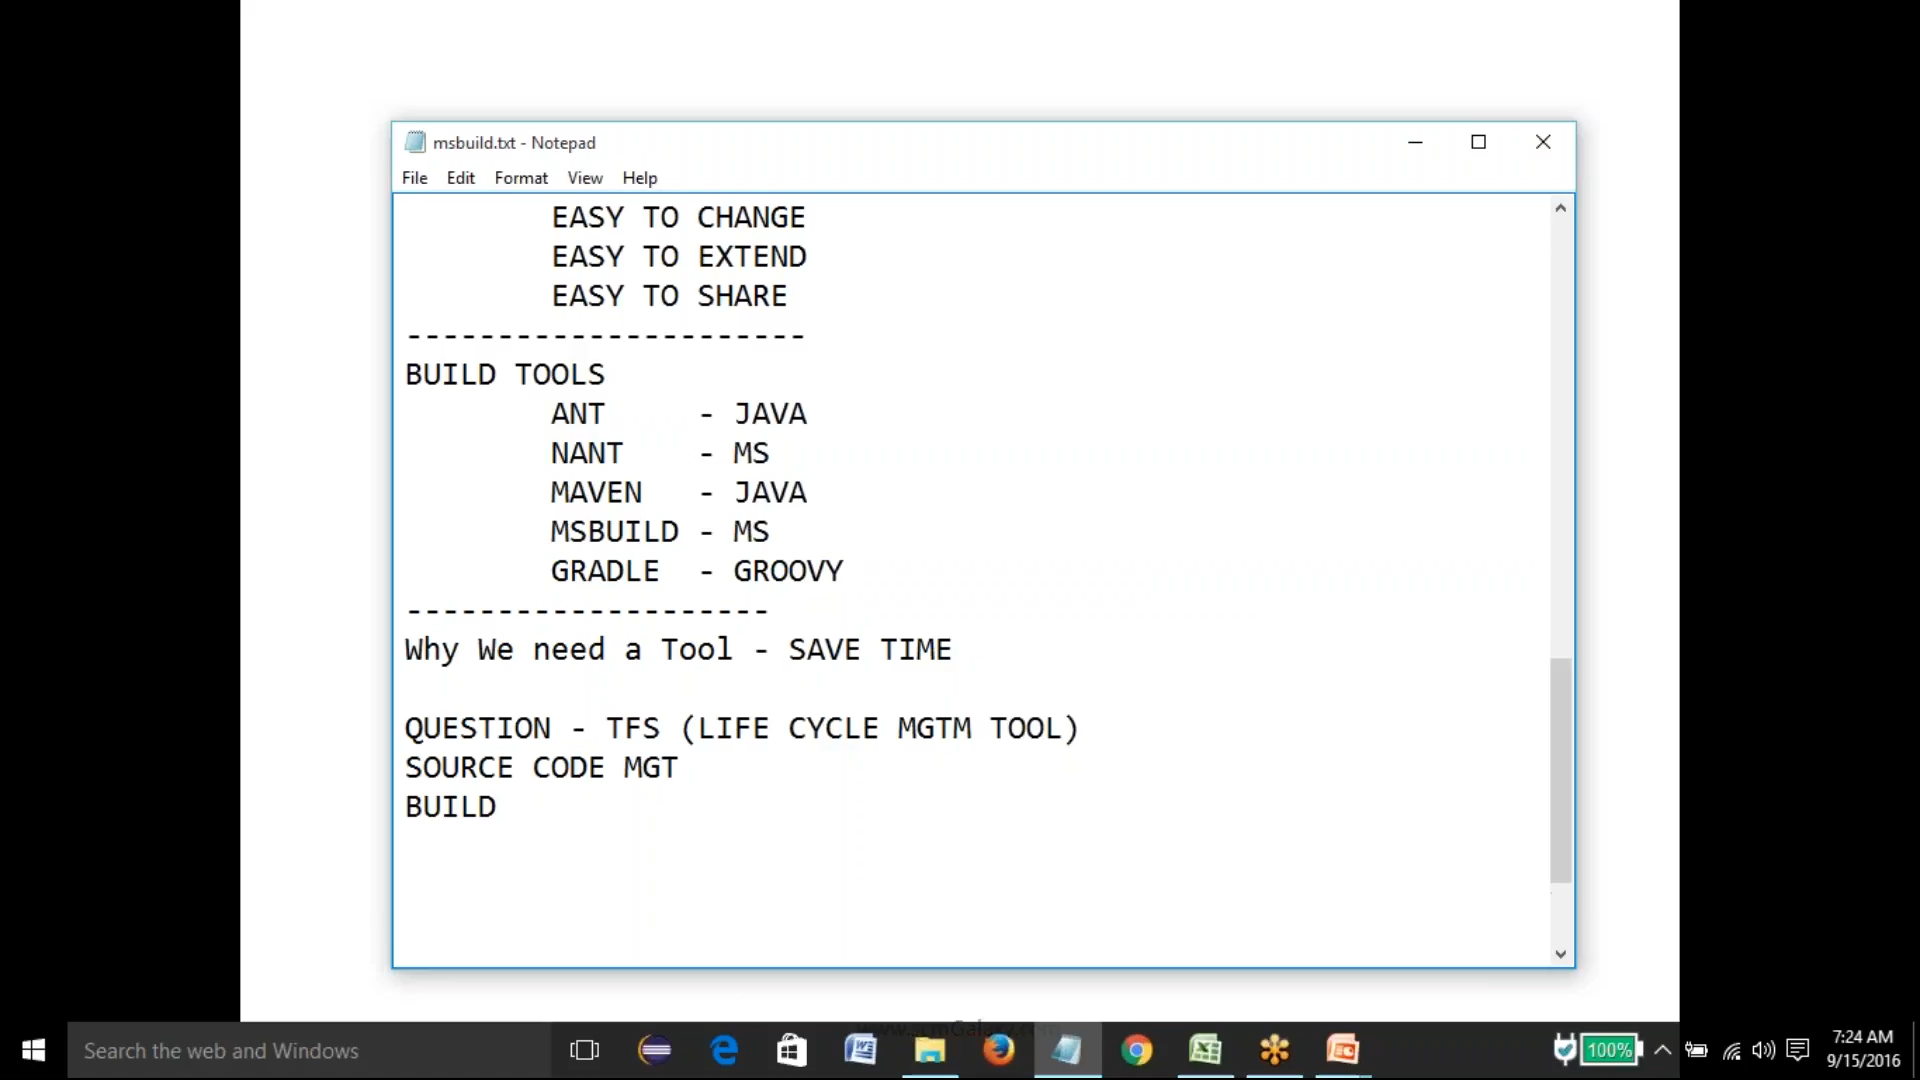 msbuild.txt - Notepad
File Edit Format View Help
EASY TO CHANGE
EASY TO EXTEND
EASY TO SHARE
----------------------
BUILD TOOLS
ANT - JAVA
NANT - MS
MAVEN - JAVA
MSBUILD - MS
GRADLE - GROOVY
--------------------
Why We need a Tool - SAVE TIME
QUESTION - TFS (LIFE CYCLE MGTM TOOL)
SOURCE CODE MGT
BUILD
Search the web and Windows
100%
7:24 AM
9/15/2016